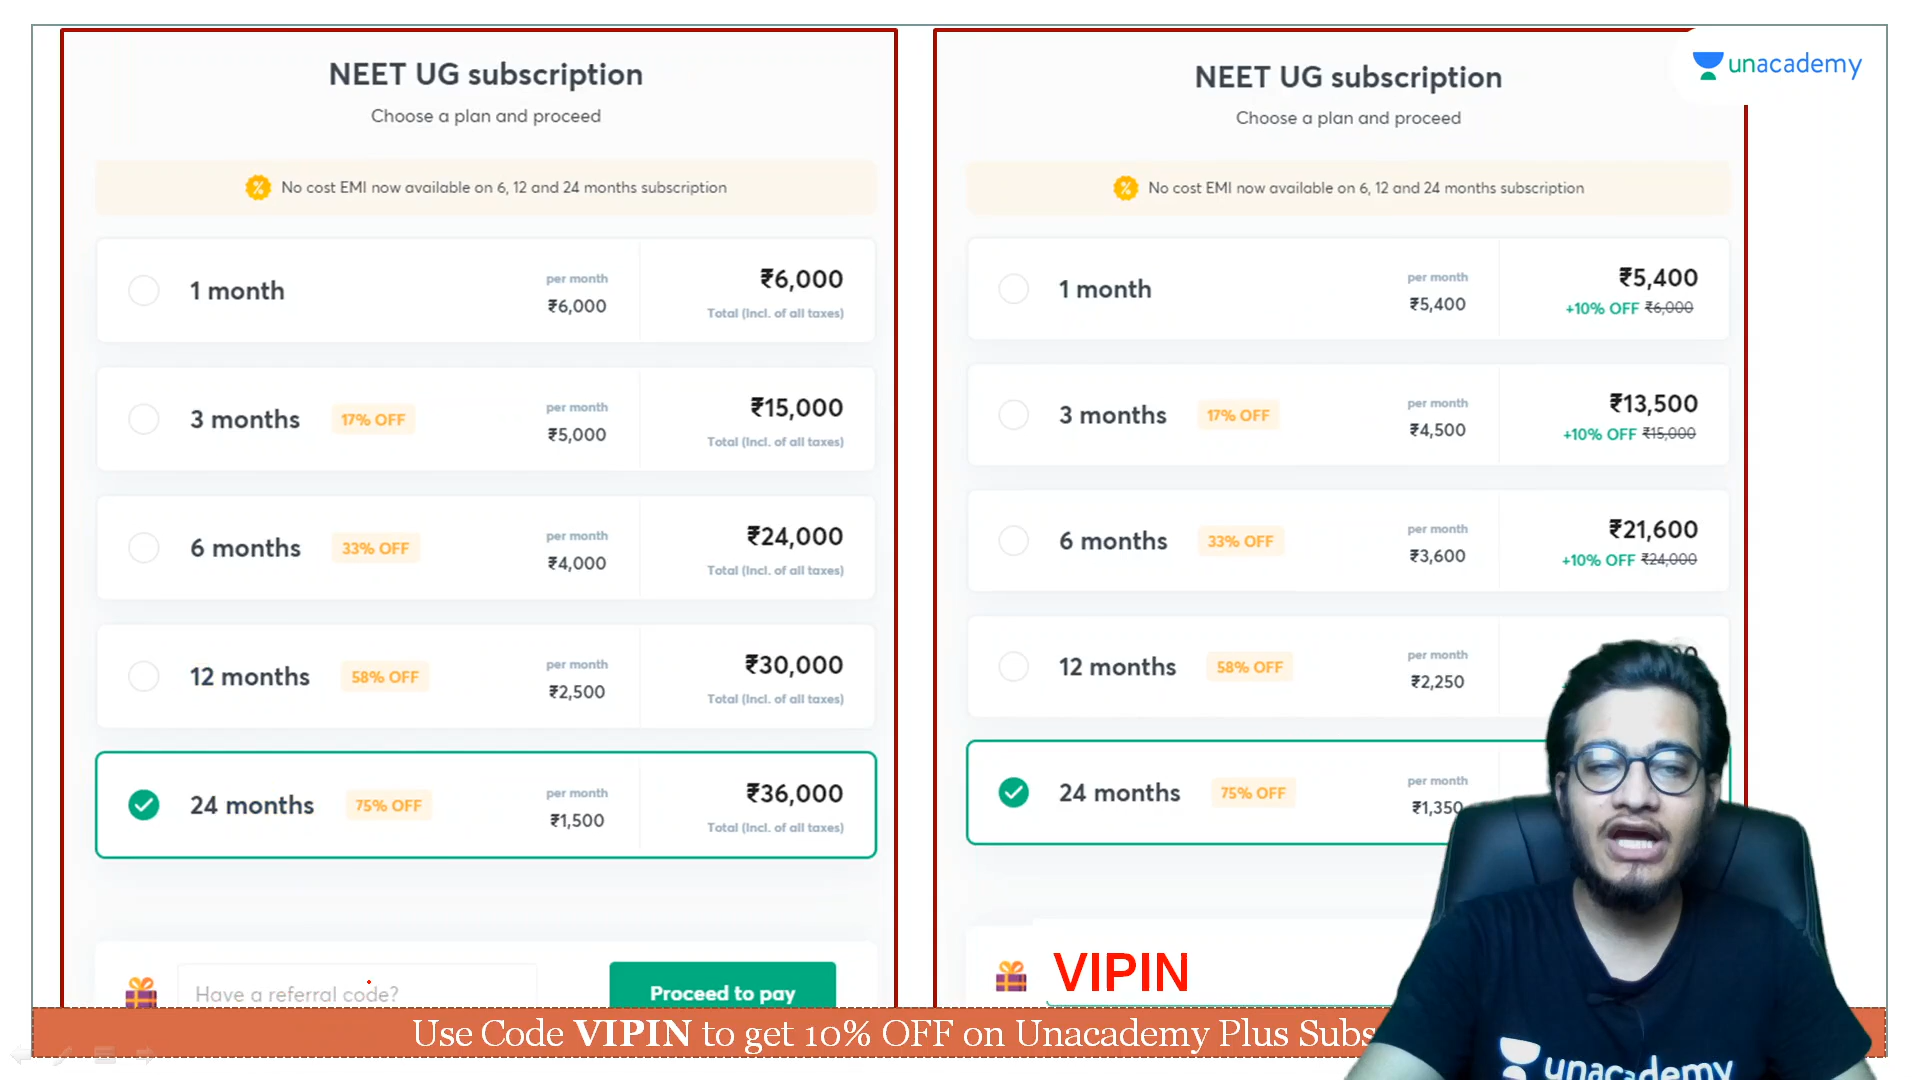 NEET UG subscription
Choose a plan and proceed
No cost EMI now available on 6, 12 and 24 months subscription
1 month
per month
₹6,000
₹6,000
Total (Incl. of all taxes)
3 months
17% OFF
per month
₹5,000
₹15,000
Total (Incl. of all taxes)
6 months
33% OFF
per month
₹4,000
₹24,000
Total (Incl. of all taxes)
12 months
58% OFF
per month
₹2,500
₹30,000
Total (Incl. of all taxes)
24 months
75% OFF
per month
₹1,500
₹36,000
Total (Incl. of all taxes)
Have a referral code?
Proceed to pay
unacademy
NEET UG subscription
Choose a plan and proceed
No cost EMI now available on 6, 12 and 24 months subscription
1 month
per month
₹5,400
₹5,400
+10% OFF ₹6,000
3 months
17% OFF
per month
₹4,500
₹13,500
+10% OFF ₹15,000
6 months
33% OFF
per month
₹3,600
₹21,600
+10% OFF ₹24,000
12 months
58% OFF
per month
₹2,250
24 months
75% OFF
per month
₹1,350
VIPIN
Use Code VIPIN to get 10% OFF on Unacademy Plus Subs
unacademy